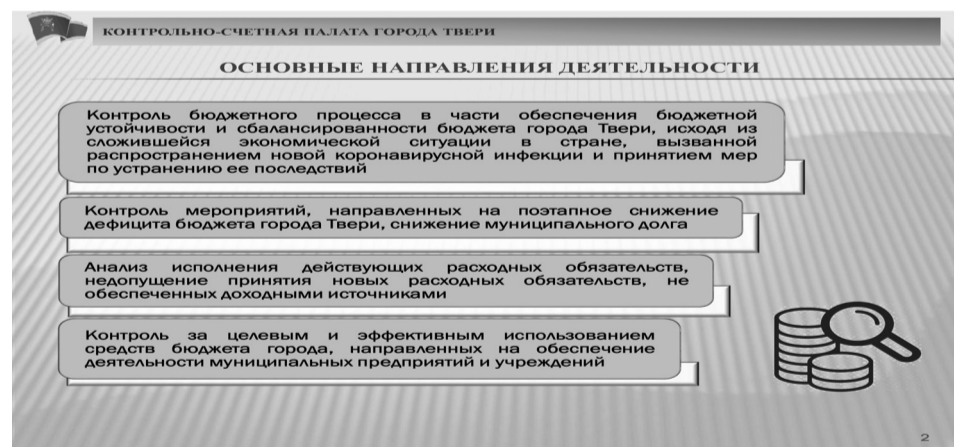 КОНТРОЛЬНО-СЧЕТНАЯ ПАЛАТА ГОРОДА ТВЕРИ
ОСНОВНЫЕ НАПРАВЛЕНИЯ ДЕЯТЕЛЬНОСТИ
Контроль бюджетного процесса в части обеспечения бюджетной
устойчивости и сбалансированности бюджета города Твери, исходя из
сложившейся экономической ситуации в стране, вызванной
распространением новой коронавирусной инфекции и принятием мер
по устранению ее последствий
Контроль мероприятий, направленных на поэтапное снижение
дефицита бюджета города Твери, снижение муниципального долга
Анализ исполнения действующих расходных обязательств,
недопущение принятия новых расходных обязательств, не
обеспеченных доходными источниками
Контроль за целевым и эффективным использованием
средств бюджета города, направленных на обеспечение
деятельности муниципальных предприятий и учреждений
2